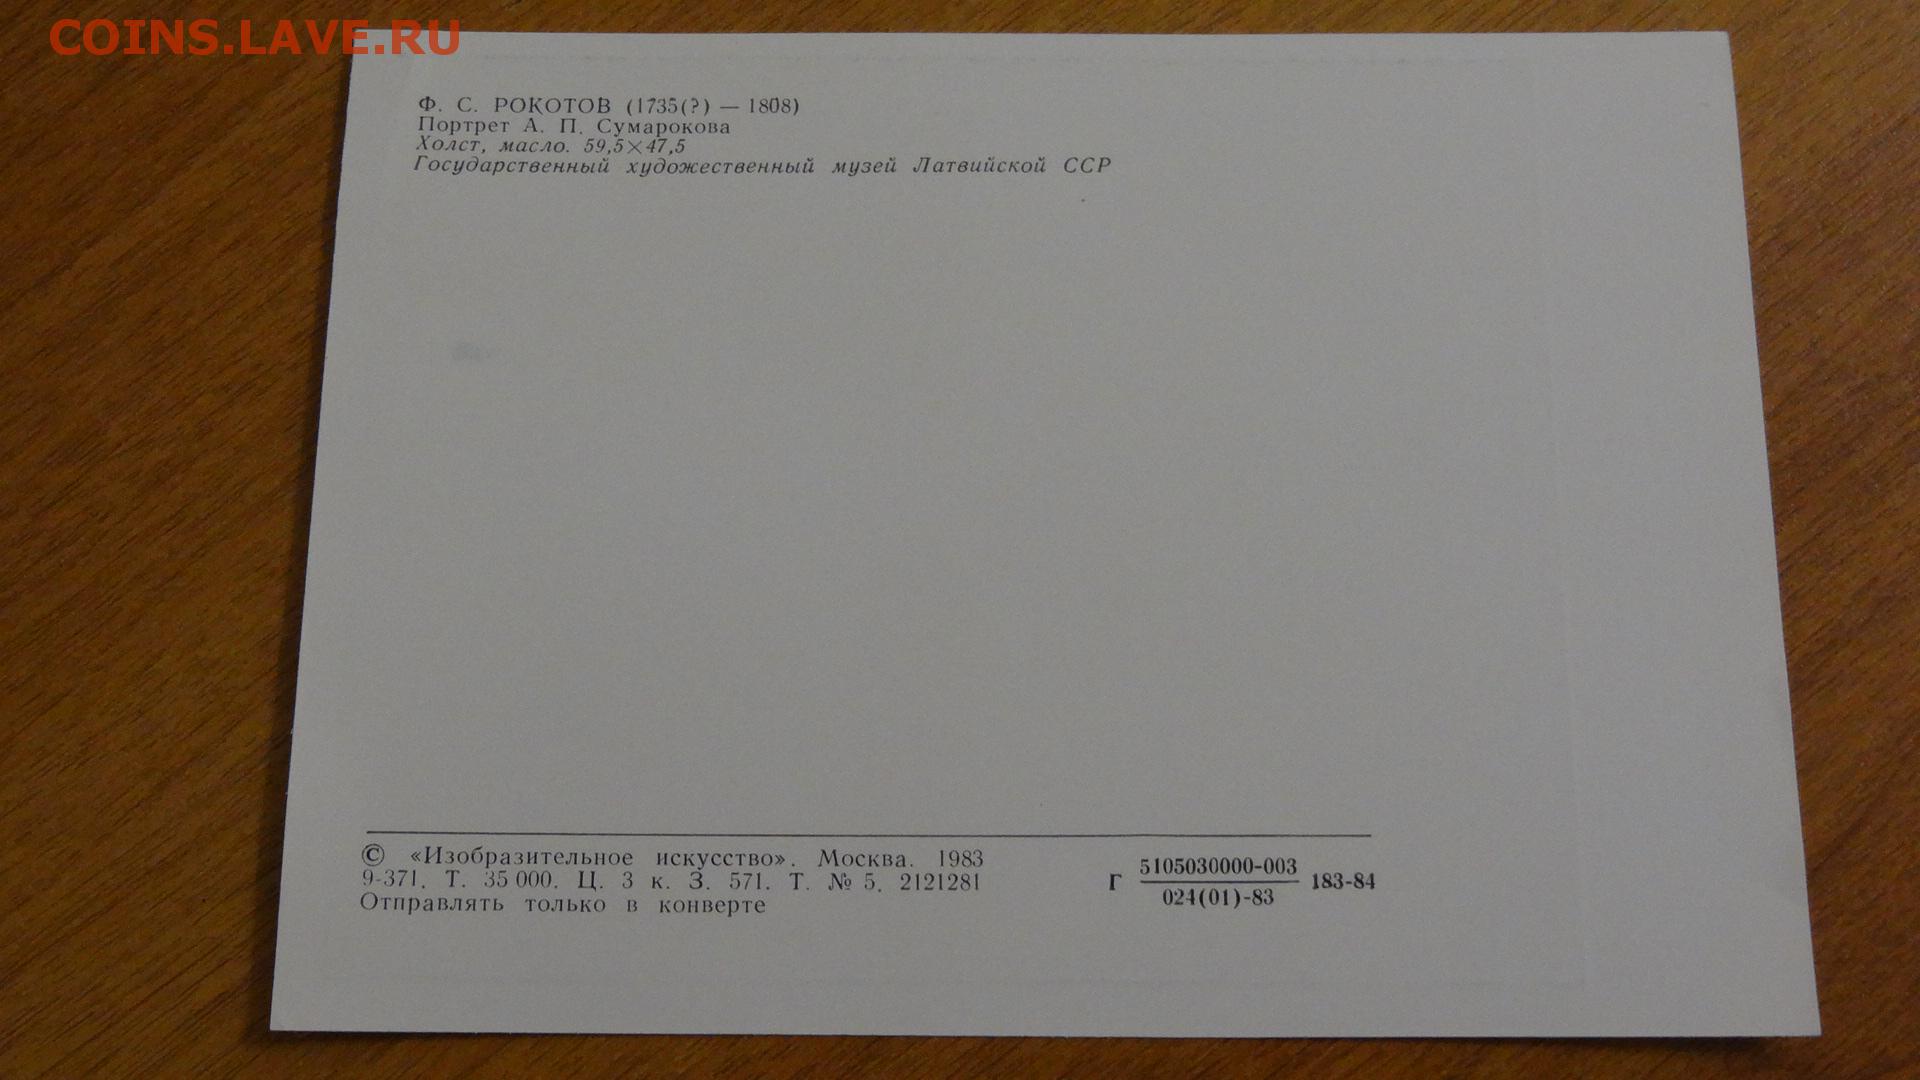 COINS.LAVE.RU
Ф. С. РОКОТОВ (1735(?) — 1808)
Портрет А. П. Сумарокова
Холст, масло. 59,5×47,5
Государственный художественный музей Латвийской ССР
© «Изобразительное искусство». Москва. 1983
9-371. Т. 35 000. Ц. 3 к. З. 571. Т. № 5. 2121281
Отправлять только в конверте
Г 5105030000-003 183-84
024(01)-83